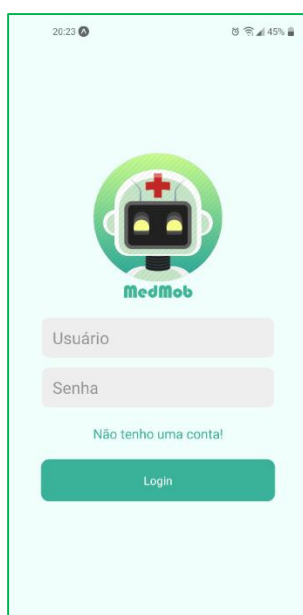 20:23 45%
MedMob
Usuário
Senha
Não tenho uma conta!
Login